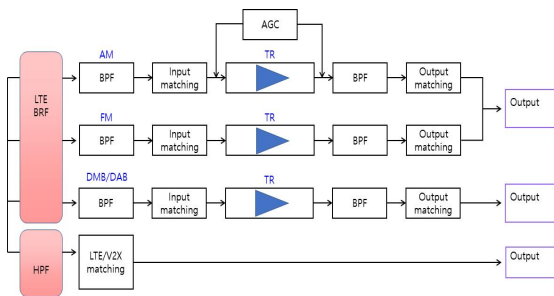 AGC
AM
TR
LTE
BRF
BPF
Input
matching
BPF
Output
matching
Output
FM
TR
BPF
Input
matching
BPF
Output
matching
DMB/DAB
TR
BPF
Input
matching
BPF
Output
matching
Output
HPF
LTE/V2X
matching
Output